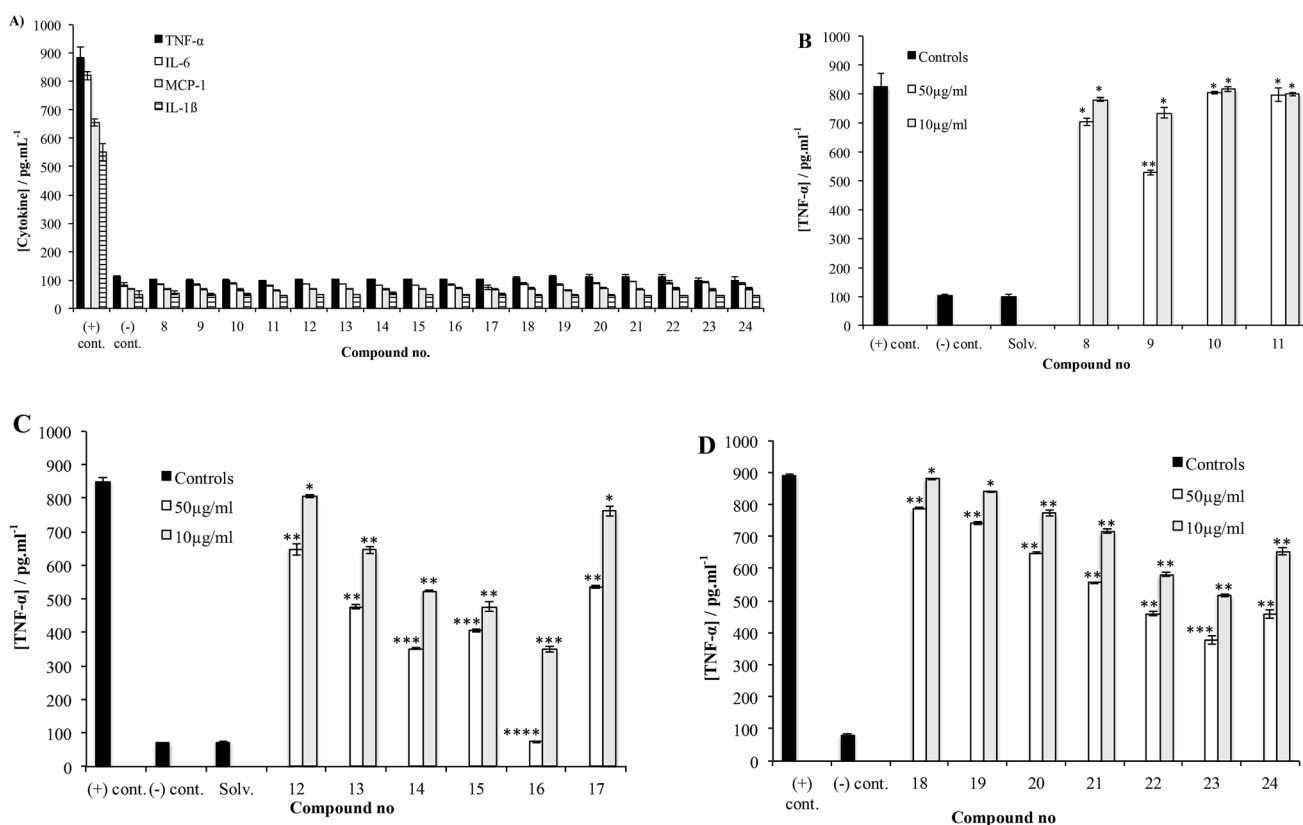 A)
1000
900
800
700
600
500
400
300
200
100
0
[Cytokine] / pg.mL-1
TNF-α
IL-6
MCP-1
IL-1ß
(+) cont. (-) cont. 8 9 10 11 12 13 14 15 16 17 18 19 20 21 22 23 24
Compound no.
B
1000
900
800
700
600
500
400
300
200
100
0
[TNF-α] / pg.ml-1
Controls
50µg/ml
10µg/ml
* * ** * * * * *
(+) cont. (-) cont. Solv. 8 9 10 11
Compound no
C
1000
900
800
700
600
500
400
300
200
100
0
[TNF-α] / pg.ml-1
Controls
50µg/ml
10µg/ml
** * ** ** *** ** *** ** **** *** ** *
(+) cont. (-) cont. Solv. 12 13 14 15 16 17
Compound no
D
1000
900
800
700
600
500
400
300
200
100
0
[TNF-α] / pg.ml-1
Controls
50µg/ml
10µg/ml
** * ** * ** ** ** ** ** ** *** ** ** **
(+) cont. (-) cont. 18 19 20 21 22 23 24
Compound no